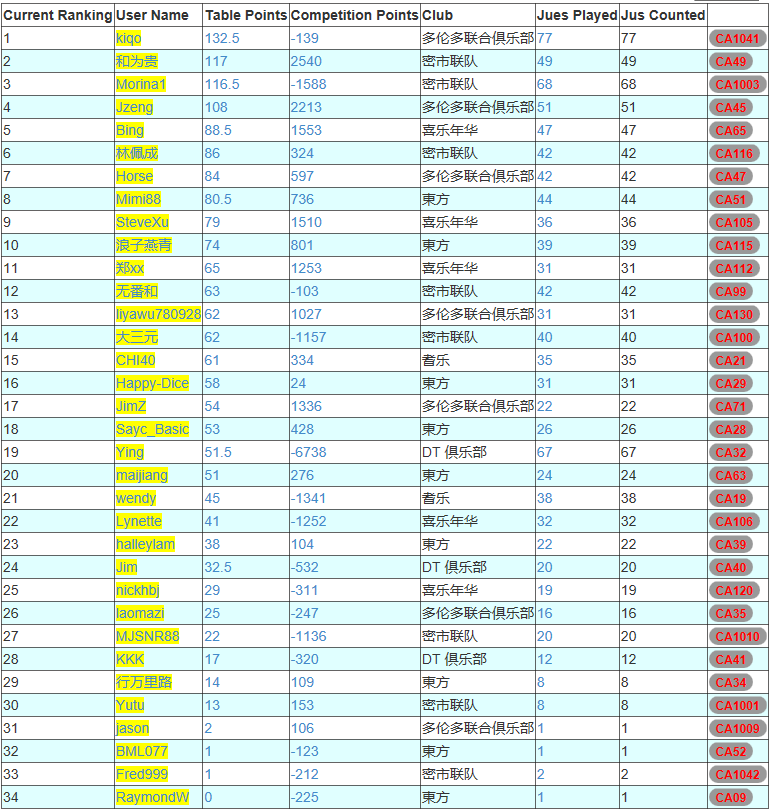 Current Ranking User Name Table Points Competition Points Club Jues Played Jus Counted
1 kiqo 132.5 -139 多伦多联合俱乐部 77 77 CA1041
2 和为贵 117 2540 密市联队 49 49 CA49
3 Morina1 116.5 -1588 密市联队 68 68 CA1003
4 Jzeng 108 2213 多伦多联合俱乐部 51 51 CA45
5 Bing 88.5 1553 喜乐年华 47 47 CA65
6 林佩成 86 324 密市联队 42 42 CA116
7 Horse 84 597 多伦多联合俱乐部 42 42 CA47
8 Mimi88 80.5 736 東方 44 44 CA51
9 SteveXu 79 1510 喜乐年华 36 36 CA105
10 浪子燕青 74 801 東方 39 39 CA115
11 郑xx 65 1253 喜乐年华 31 31 CA112
12 无番和 63 -103 密市联队 42 42 CA99
13 liyawu780928 62 1027 多伦多联合俱乐部 31 31 CA130
14 大三元 62 -1157 密市联队 40 40 CA100
15 CHI40 61 334 耆乐 35 35 CA21
16 Happy-Dice 58 24 東方 31 31 CA29
17 JimZ 54 1336 多伦多联合俱乐部 22 22 CA71
18 Sayc_Basic 53 428 東方 26 26 CA28
19 Ying 51.5 -6738 DT 俱乐部 67 67 CA32
20 maijiang 51 276 東方 24 24 CA63
21 wendy 45 -1341 耆乐 38 38 CA19
22 Lynette 41 -1252 喜乐年华 32 32 CA106
23 halleylam 38 104 東方 22 22 CA39
24 Jim 32.5 -532 DT 俱乐部 20 20 CA40
25 nickhbj 29 -311 喜乐年华 19 19 CA120
26 laomazi 25 -247 多伦多联合俱乐部 16 16 CA35
27 MJSNR88 22 -1136 密市联队 20 20 CA1010
28 KKK 17 -320 DT 俱乐部 12 12 CA41
29 行万里路 14 109 東方 8 8 CA34
30 Yutu 13 153 密市联队 8 8 CA1001
31 jason 2 106 多伦多联合俱乐部 1 1 CA1009
32 BML077 1 -123 東方 1 1 CA52
33 Fred999 1 -212 密市联队 2 2 CA1042
34 RaymondW 0 -225 東方 1 1 CA09